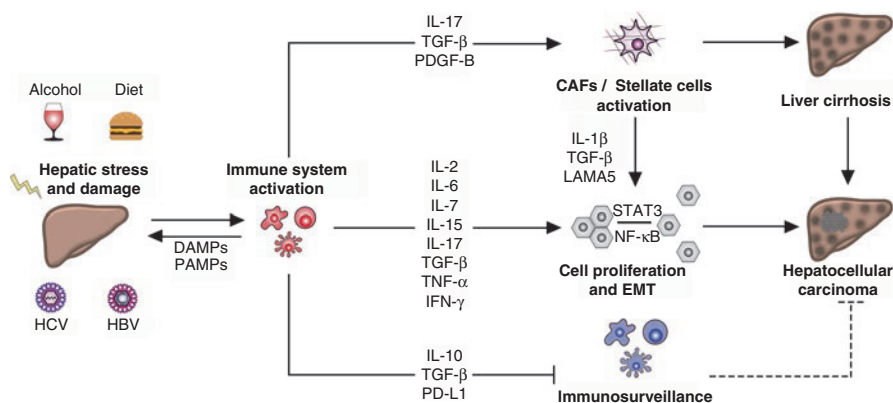 Alcohol
Diet
Hepatic stress
and damage
HCV
HBV
DAMPs
PAMPs
Immune system
activation
IL-17
TGF-β
PDGF-B
IL-2
IL-6
IL-7
IL-15
IL-17
TGF-β
TNF-α
IFN-γ
IL-10
TGF-β
PD-L1
CAFs / Stellate cells
activation
IL-1β
TGF-β
LAMA5
STAT3
NF-κB
Cell proliferation
and EMT
Immunosurveillance
Liver cirrhosis
Hepatocellular
carcinoma